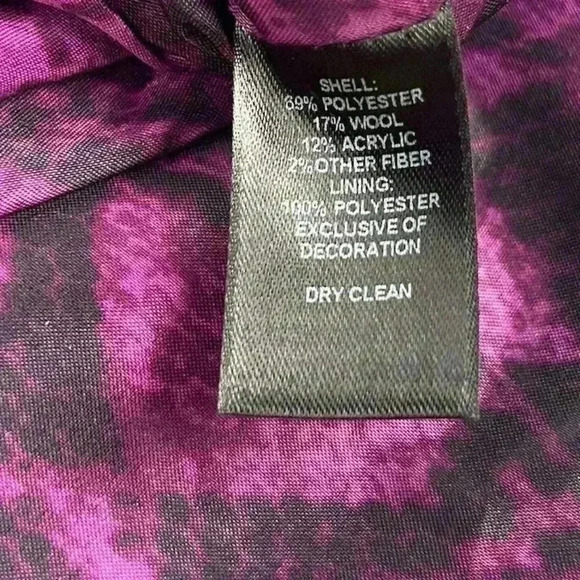 SHELL:
69% POLYESTER
17% WOOL
12% ACRYLIC
2% OTHER FIBER
LINING:
100% POLYESTER
EXCLUSIVE OF
DECORATION
DRY CLEAN